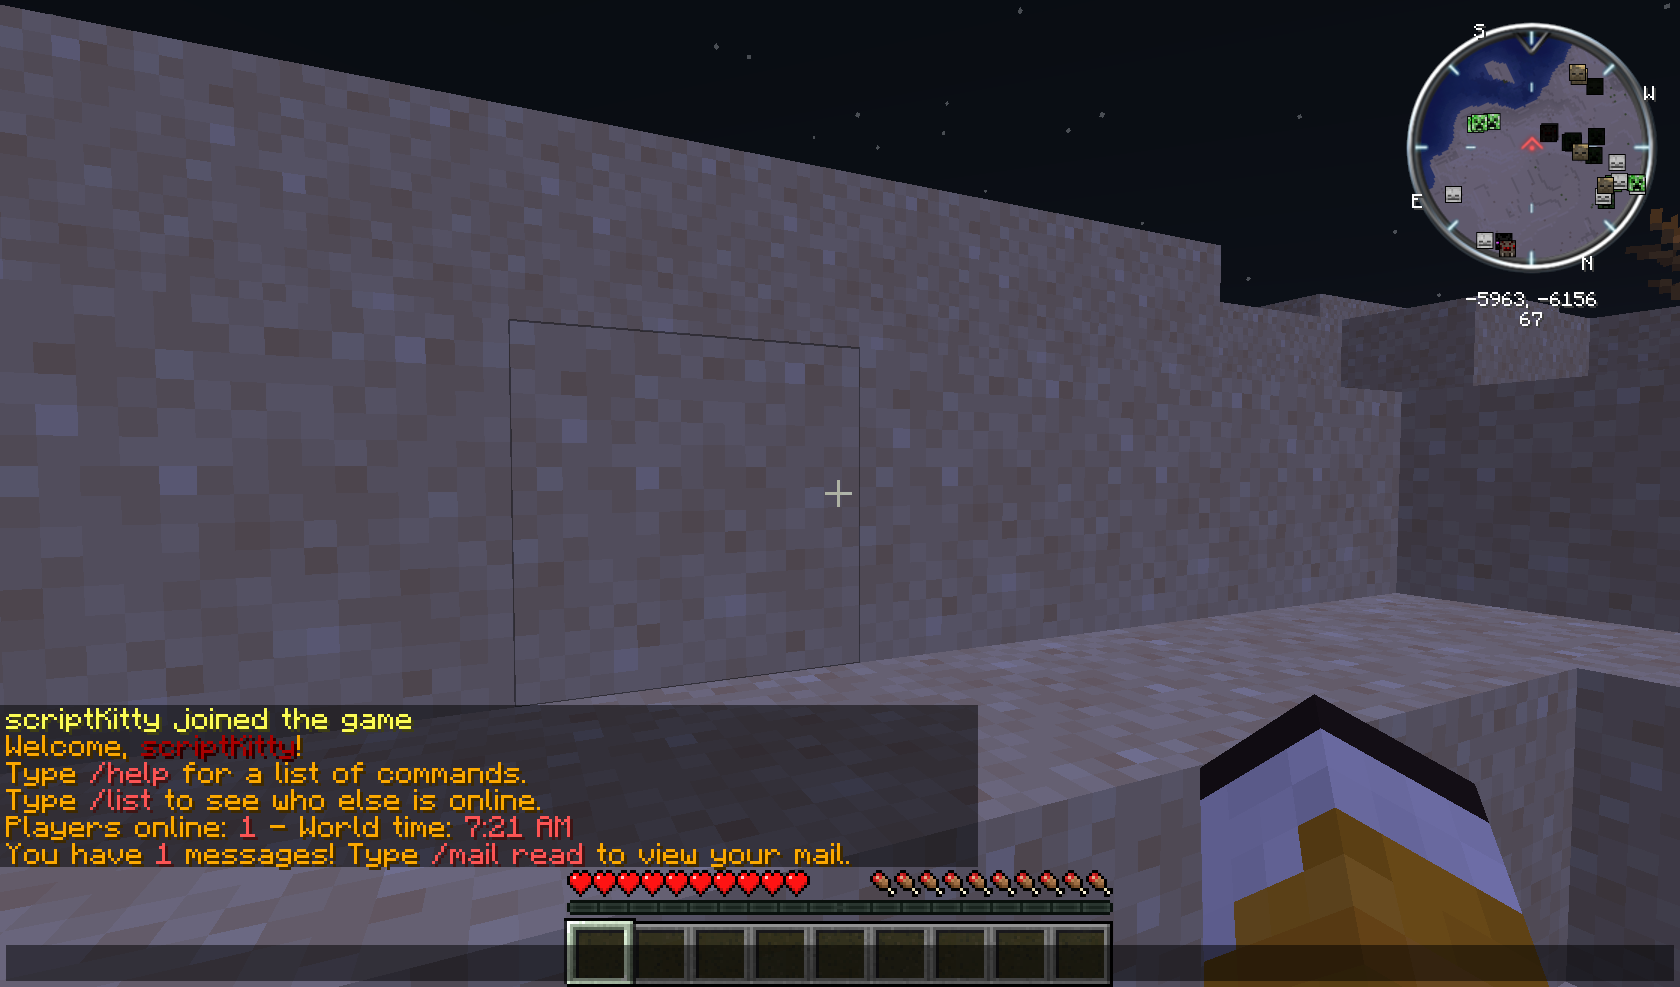 S
W
E
N
-5963, -6156
67
scriptKitty joined the game
Welcome, scriptKitty!
Type /help for a list of commands.
Type /list to see who else is online.
Players online: 1 - World time: 7:21 AM
You have 1 messages! Type /mail read to view your mail.